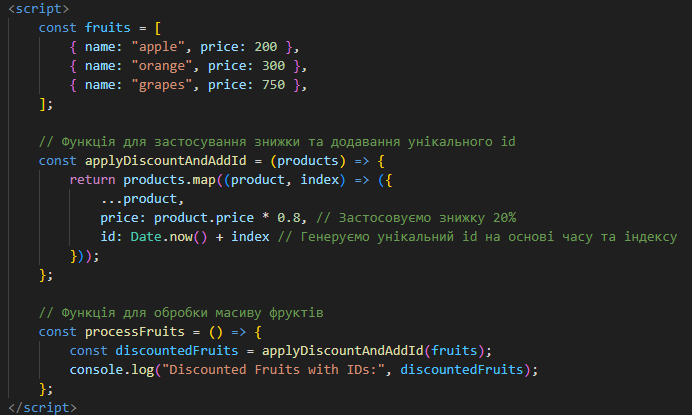 <script>
const fruits = [
{ name: "apple", price: 200 },
{ name: "orange", price: 300 },
{ name: "grapes", price: 750 },
];
// Функція для застосування знижки та додавання унікального id
const applyDiscountAndAddId = (products) => {
return products.map((product, index) => ({
...product,
price: product.price * 0.8, // Застосовуємо знижку 20%
id: Date.now() + index // Генеруємо унікальний id на основі часу та індексу
}));
};
// Функція для обробки масиву фруктів
const processFruits = () => {
const discountedFruits = applyDiscountAndAddId(fruits);
console.log("Discounted Fruits with IDs:", discountedFruits);
};
</script>